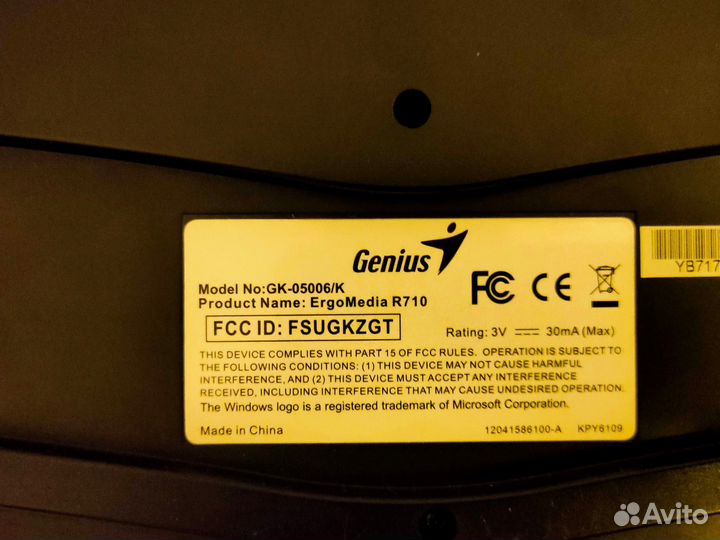 Genius
Model No:GK-05006/K
Product Name: ErgoMedia R710
FCC ID: FSUGKZGT
FC CE
Rating: 3V 30mA (Max)
THIS DEVICE COMPLIES WITH PART 15 OF FCC RULES. OPERATION IS SUBJECT TO
THE FOLLOWING CONDITIONS: (1) THIS DEVICE MAY NOT CAUSE HARMFUL
INTERFERENCE, AND (2) THIS DEVICE MUST ACCEPT ANY INTERFERENCE
RECEIVED, INCLUDING INTERFERENCE THAT MAY CAUSE UNDESIRED OPERATION.
The Windows logo is a registered trademark of Microsoft Corporation.
Made in China 12041586100-A KPY6109
YB717
Avito